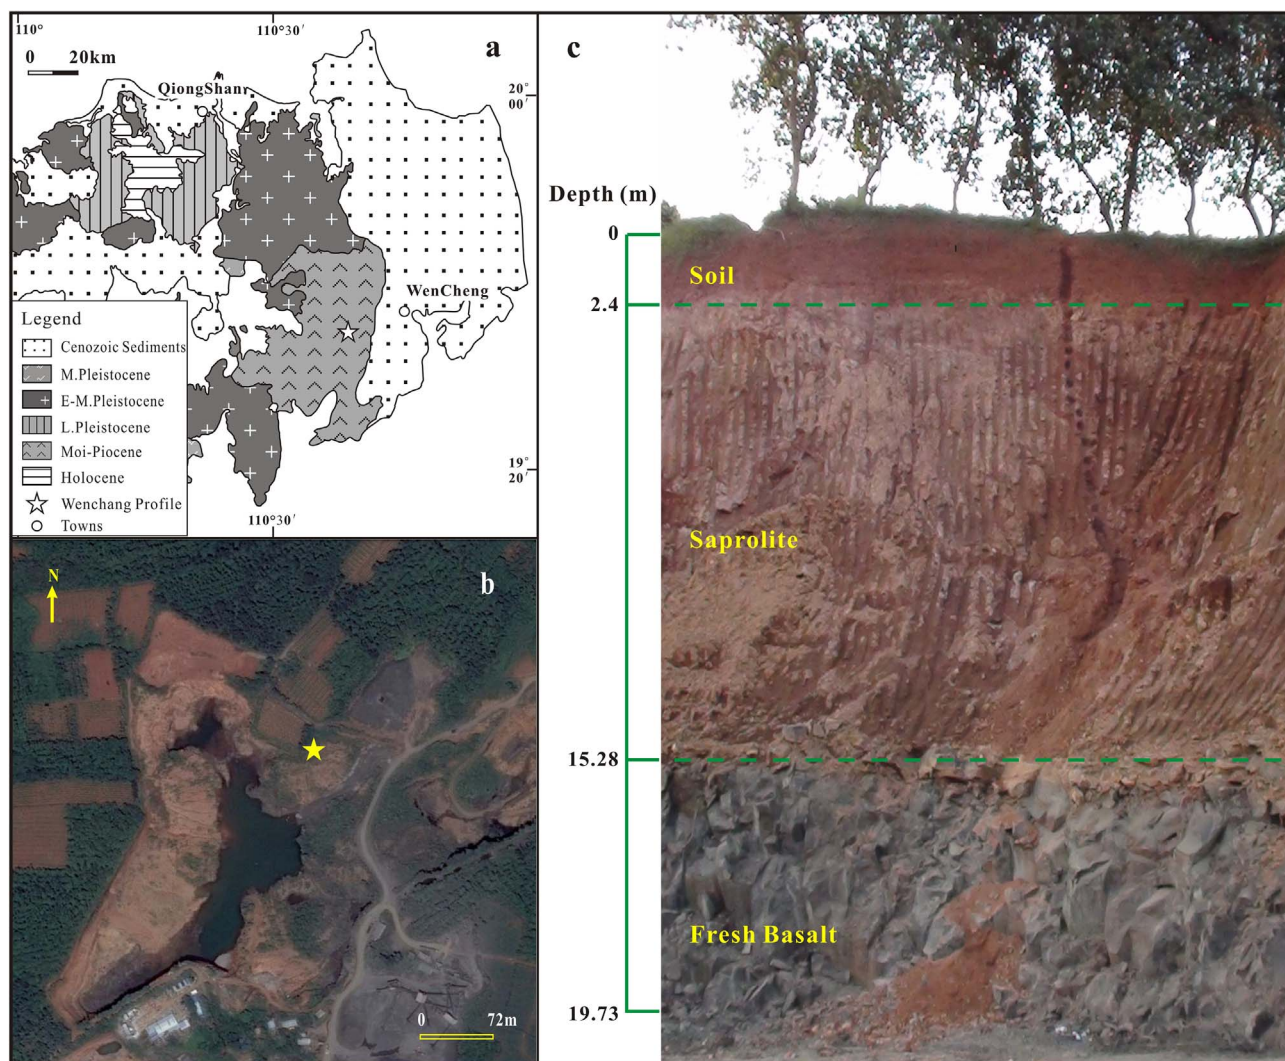 110°
110°30′
a
0 20km
QiongShan
20°
00′
WenCheng
Legend
Cenozoic Sediments
M.Pleistocene
E-M.Pleistocene
L.Pleistocene
Moi-Piocene
Holocene
Wenchang Profile
Towns
19°
20′
110°30′
b
N
0 72m
c
Depth (m)
0
Soil
2.4
Saprolite
15.28
Fresh Basalt
19.73